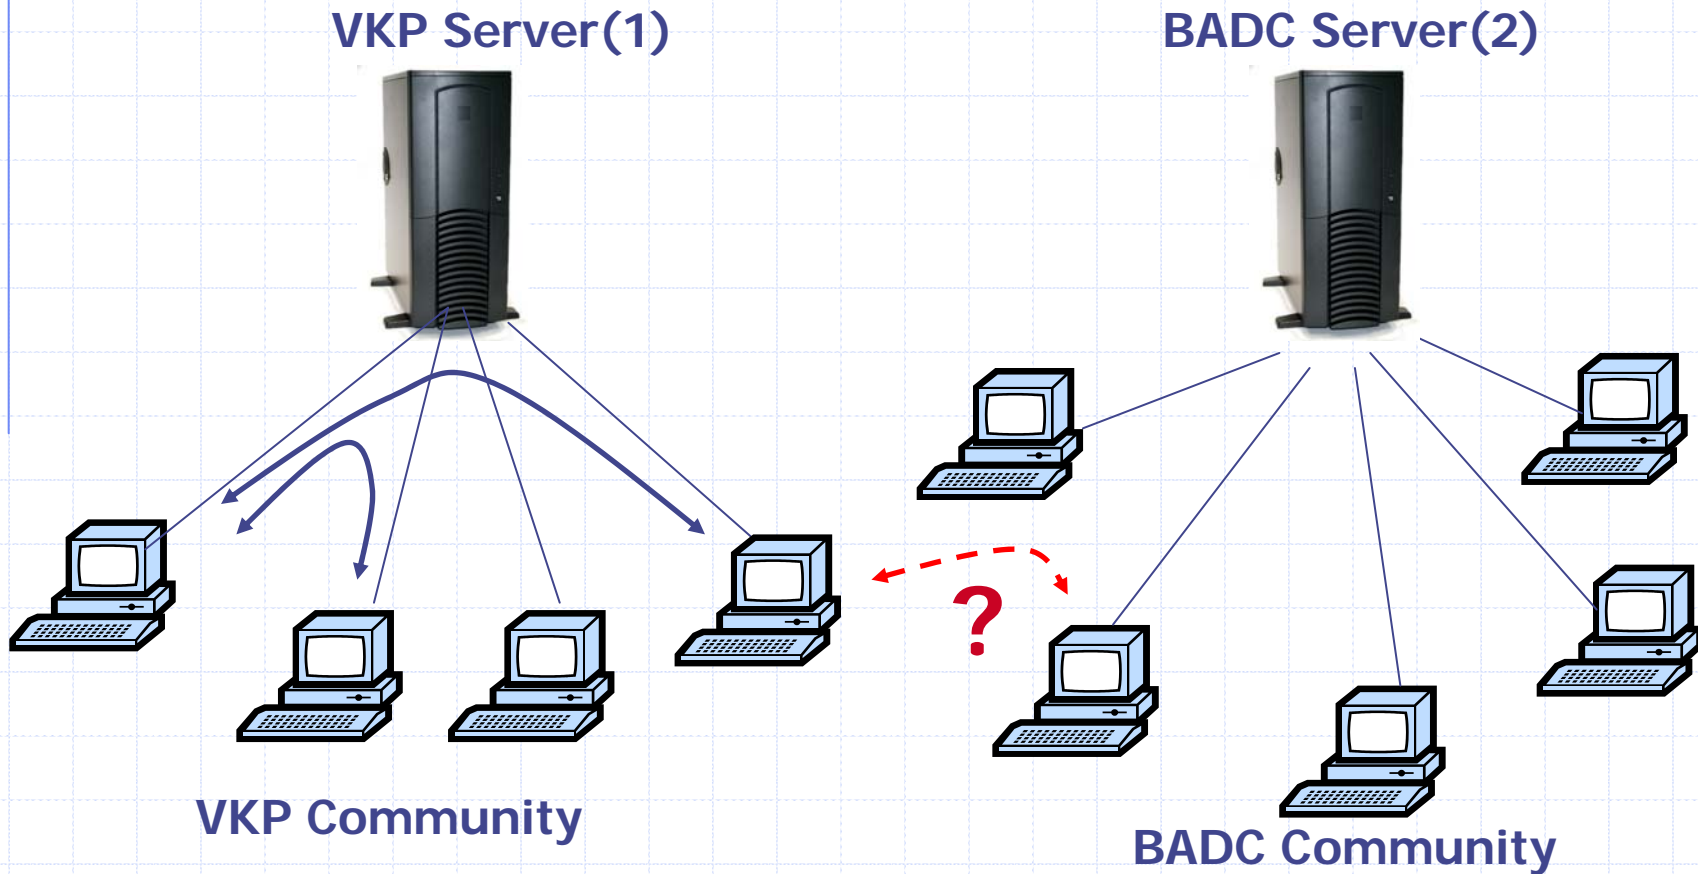 VKP Server(1)
BADC Server(2)
?
VKP Community
BADC Community